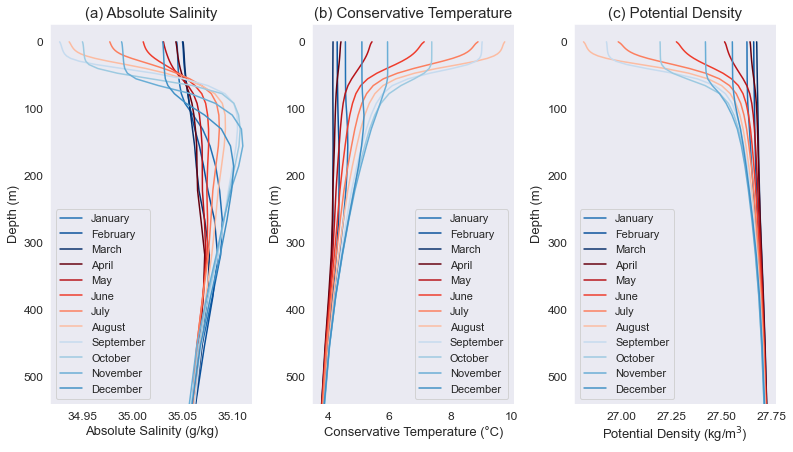 (a) Absolute Salinity
0
100
200
300
400
500
Depth (m)
January
February
March
April
May
June
July
August
September
October
November
December
34.95 35.00 35.05 35.10
Absolute Salinity (g/kg)
(b) Conservative Temperature
0
100
200
300
400
500
Depth (m)
January
February
March
April
May
June
July
August
September
October
November
December
4 6 8 10
Conservative Temperature (°C)
(c) Potential Density
0
100
200
300
400
500
Depth (m)
January
February
March
April
May
June
July
August
September
October
November
December
27.00 27.25 27.50 27.75
Potential Density (kg/m³)